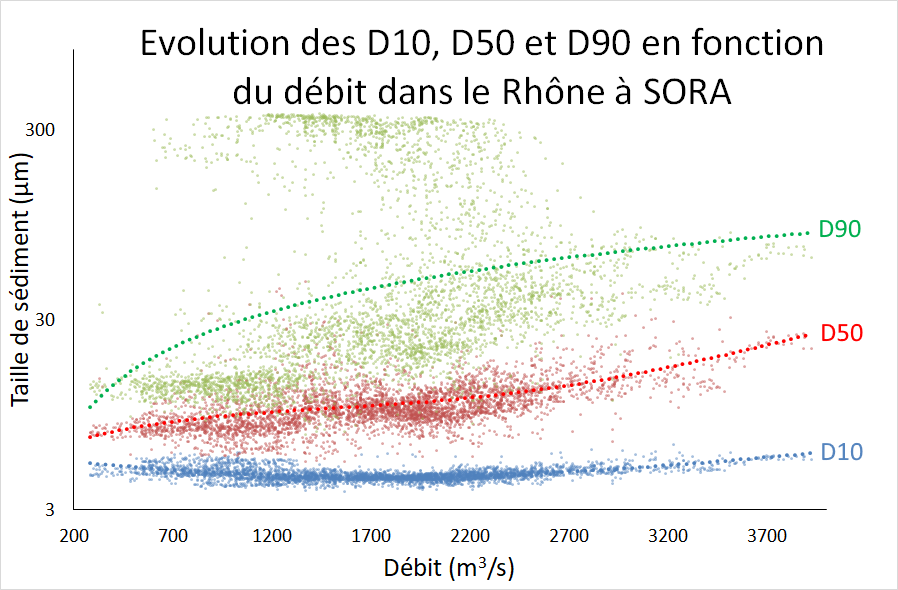 Evolution des D10, D50 et D90 en fonction
du débit dans le Rhône à SORA
300
30
3
Taille de sédiment (μm)
D90
D50
D10
200 700 1200 1700 2200 2700 3200 3700
Débit (m³/s)